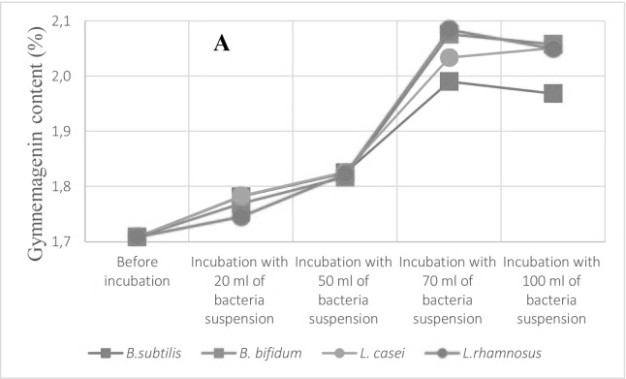 A
Gymnemagenin content (%)
2,1
2,0
1,9
1,8
1,7
Before
incubation
Incubation with
20 ml of
bacteria
suspension
Incubation with
50 ml of
bacteria
suspension
Incubation with
70 ml of
bacteria
suspension
Incubation with
100 ml of
bacteria
suspension
B.subtilis
B. bifidum
L. casei
L.rhamnosus